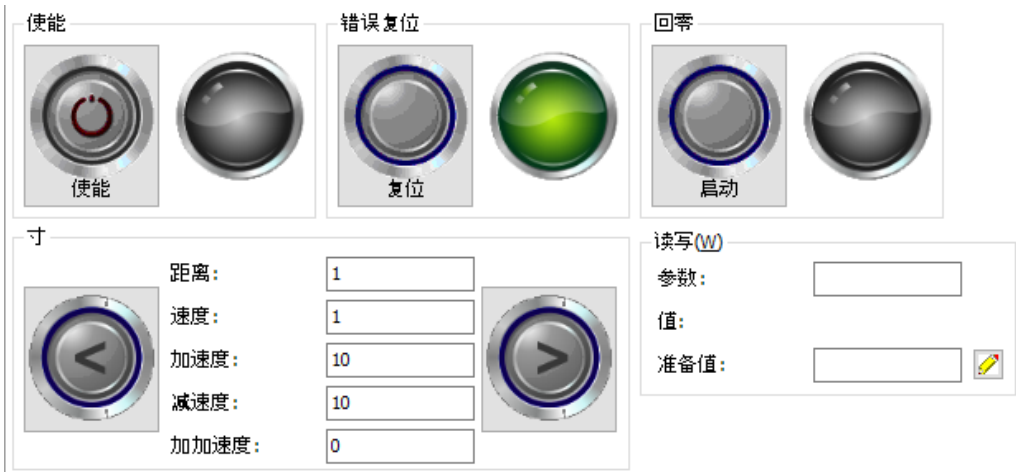 使能
错误复位
回零
使能
复位
启动
寸
距离: 1
速度: 1
加速度: 10
减速度: 10
加加速度: 0
<
>
读写(W)
参数:
值:
准备值: